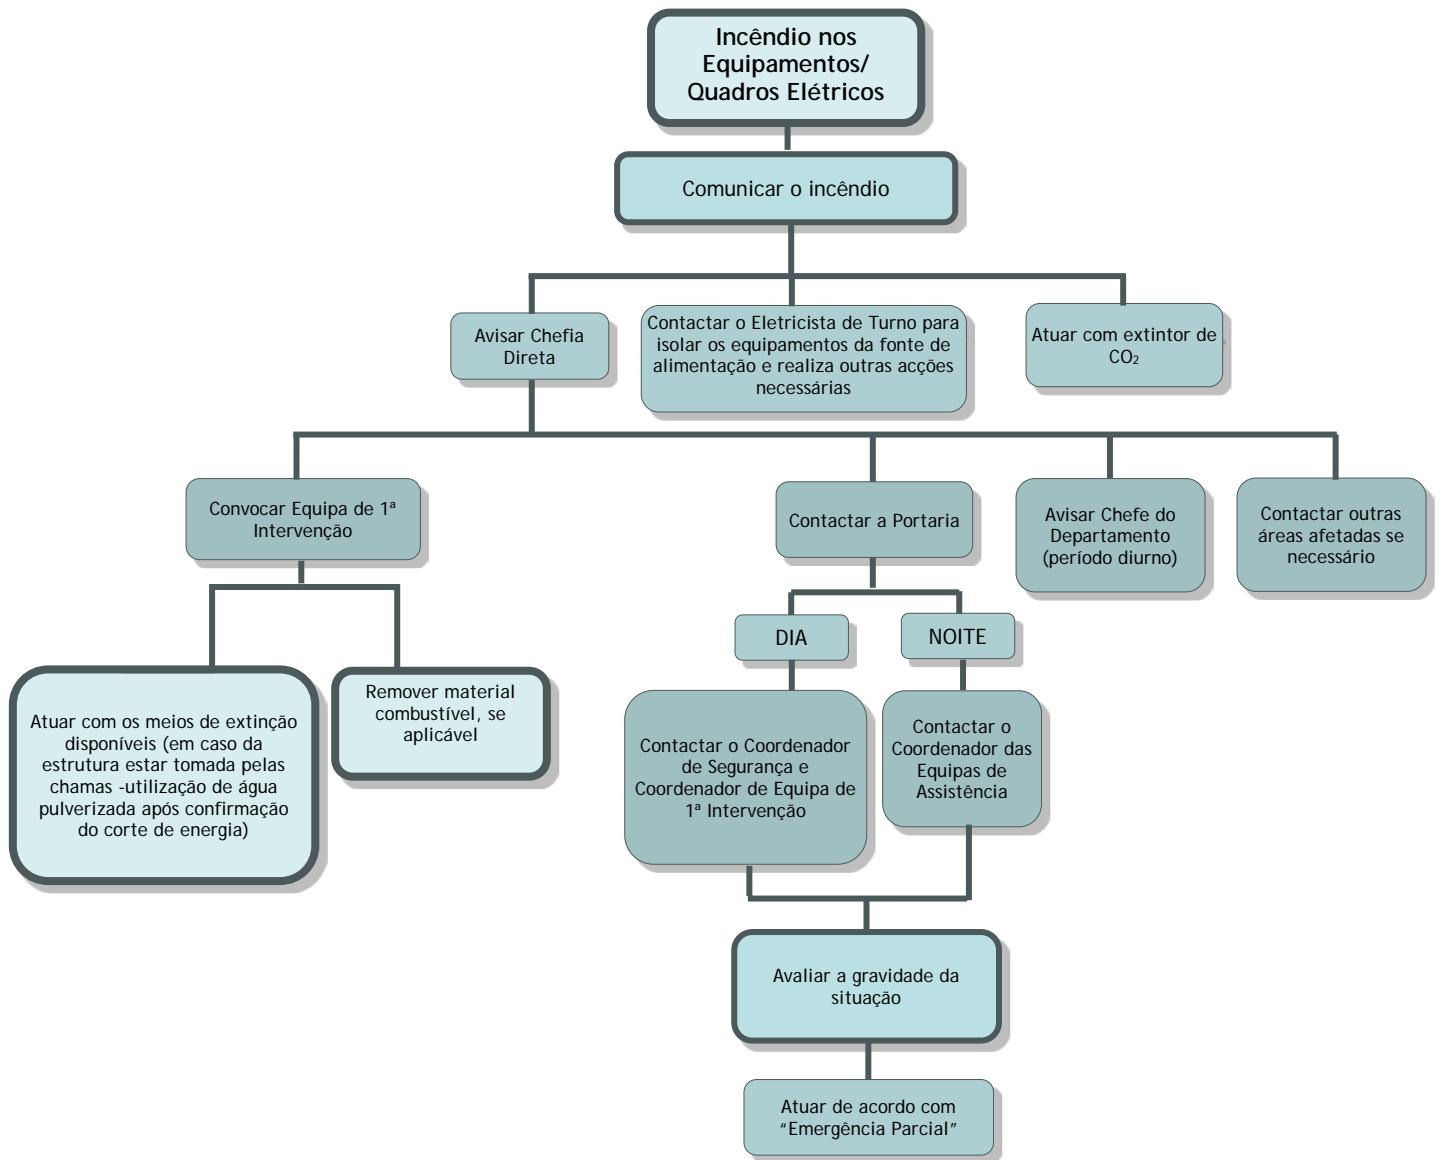 Incêndio nos
Equipamentos/
Quadros Elétricos
Comunicar o incêndio
Avisar Chefia
Direta
Contactar o Eletricista de Turno para
isolar os equipamentos da fonte de
alimentação e realiza outras acções
necessárias
Atuar com extintor de
CO₂
Convocar Equipa de 1ª
Intervenção
Contactar a Portaria
Avisar Chefe do
Departamento
(período diurno)
Contactar outras
áreas afetadas se
necessário
DIA
NOITE
Atuar com os meios de extinção
disponíveis (em caso da
estrutura estar tomada pelas
chamas -utilização de água
pulverizada após confirmação
do corte de energia)
Remover material
combustível, se
aplicável
Contactar o Coordenador
de Segurança e
Coordenador de Equipa de
1ª Intervenção
Contactar o
Coordenador das
Equipas de
Assistência
Avaliar a gravidade da
situação
Atuar de acordo com
“Emergência Parcial”